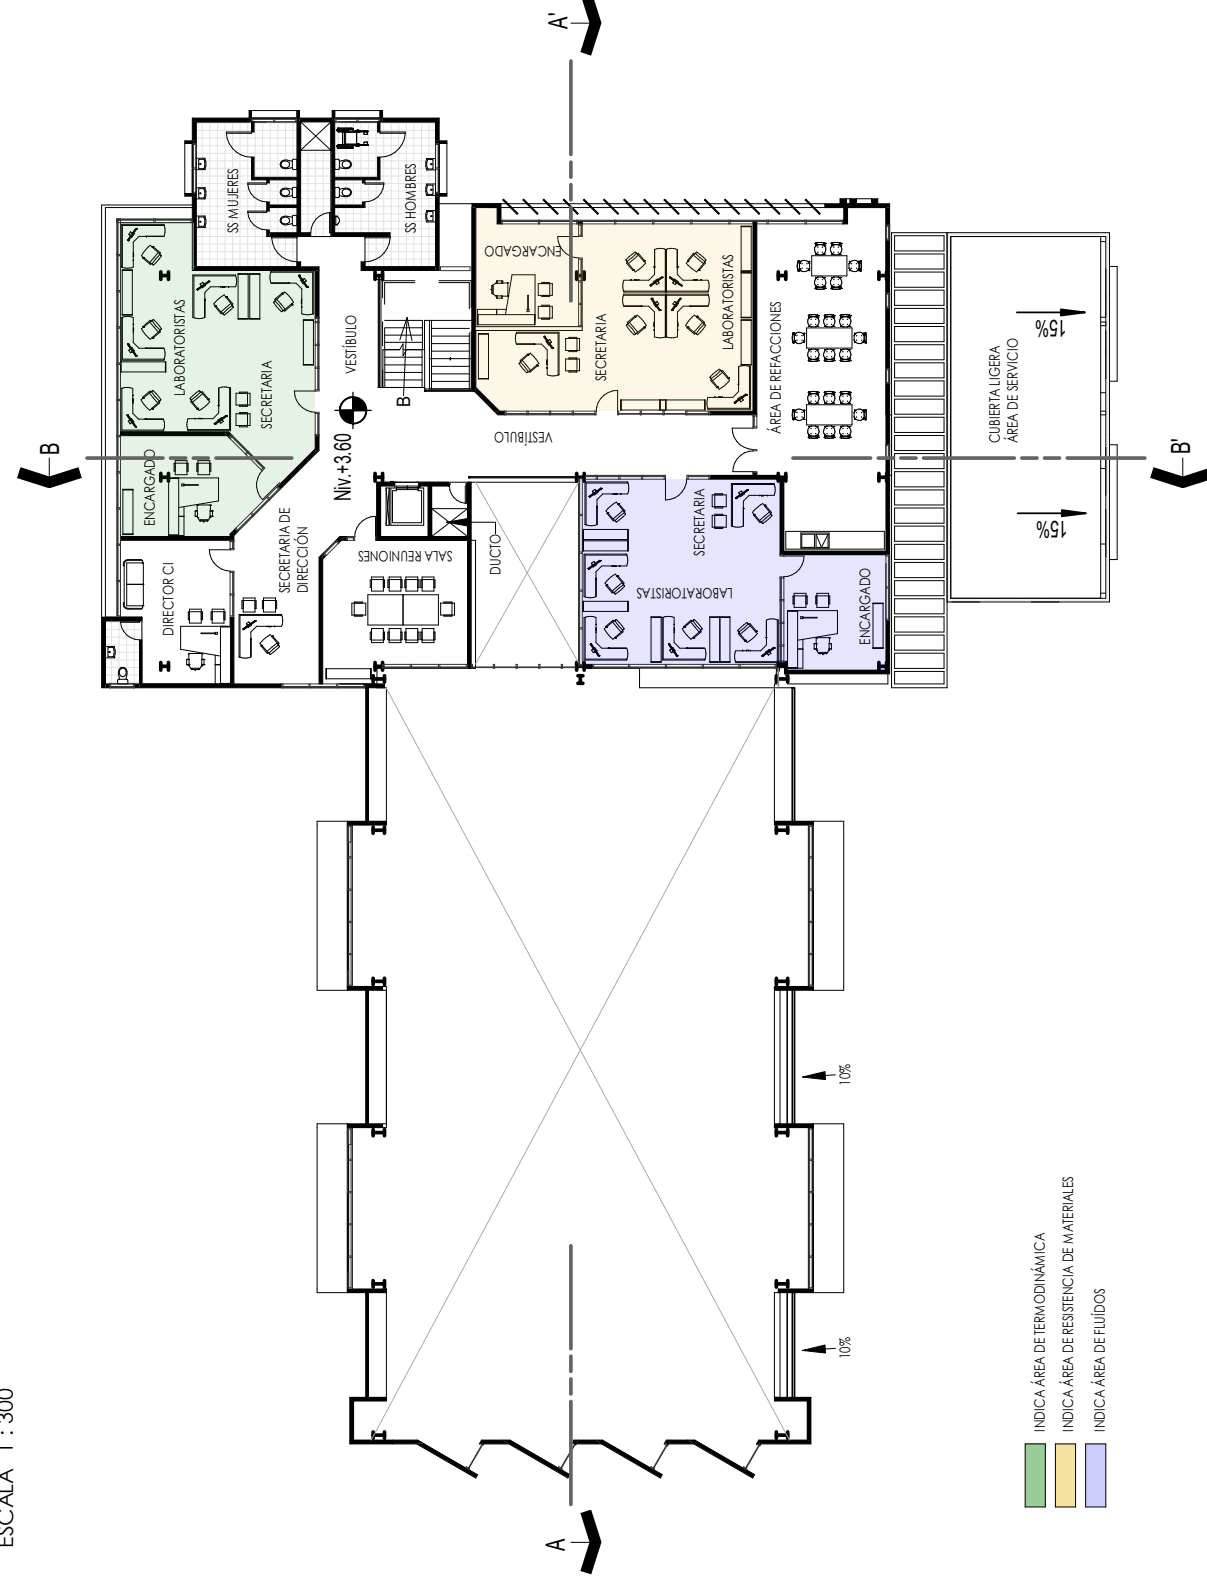 ESCALA 1 : 300
A'
SS MUJERES
SS HOMBRES
ENCARGADO
LABORATORISTAS
SECRETARIA
LABORATORISTAS
SECRETARIA
VESTÍBULO
B
VESTÍBULO
ÁREA DE REFACCIONES
CUBIERTA LIGERA
ÁREA DE SERVICIO
15%
15%
B
B'
Niv.+3.60
ENCARGADO
DIRECTOR CI
SECRETARIA DE
DIRECCIÓN
SALA REUNIONES
DUCTO
SECRETARIA
LABORATORISTAS
ENCARGADO
10%
10%
A
INDICA ÁREA DE TERMODINÁMICA
INDICA ÁREA DE RESISTENCIA DE MATERIALES
INDICA ÁREA DE FLUÍDOS